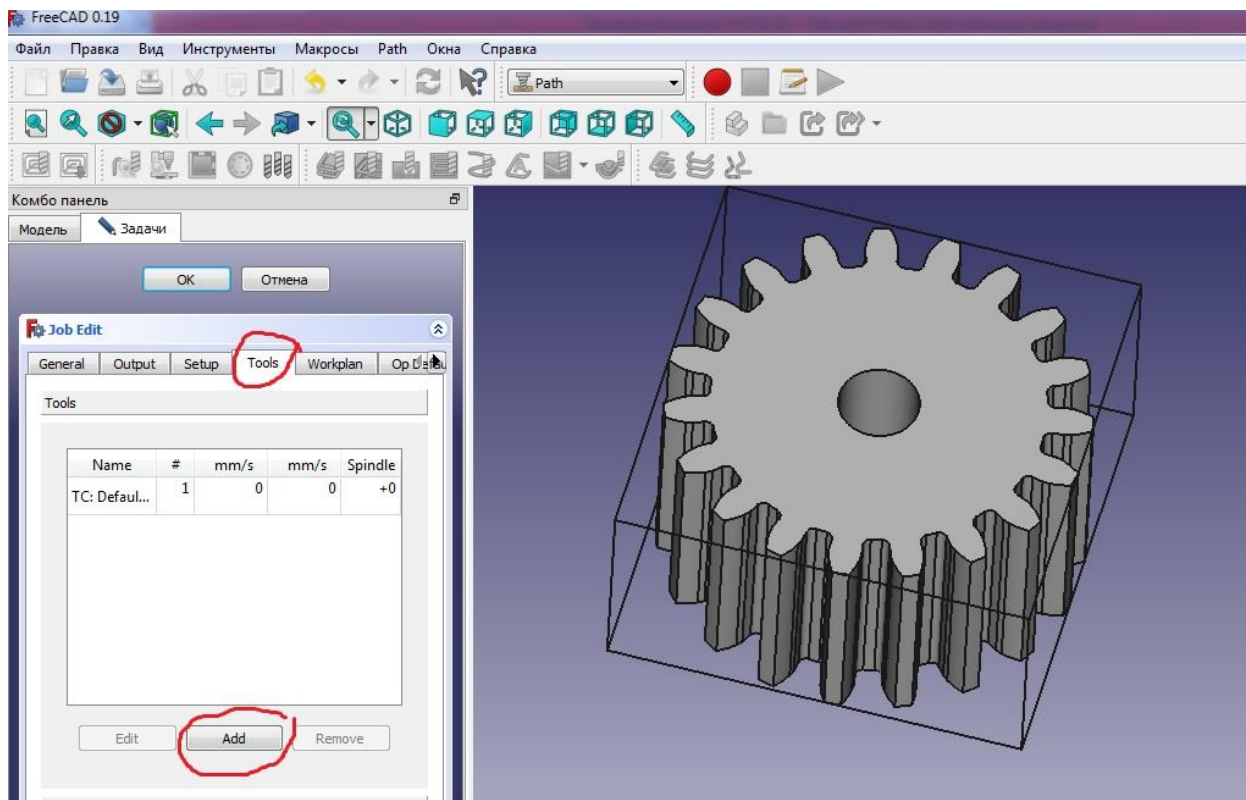 FreeCAD 0.19
Файл Правка Вид Инструменты Макросы Path Окна Справка
Path
Комбо панель
Модель Задачи
OK Отмена
Job Edit
General Output Setup Tools Workplan Op
Tools
Name # mm/s mm/s Spindle
TC: Defaul... 1 0 0 +0
Edit Add Remove